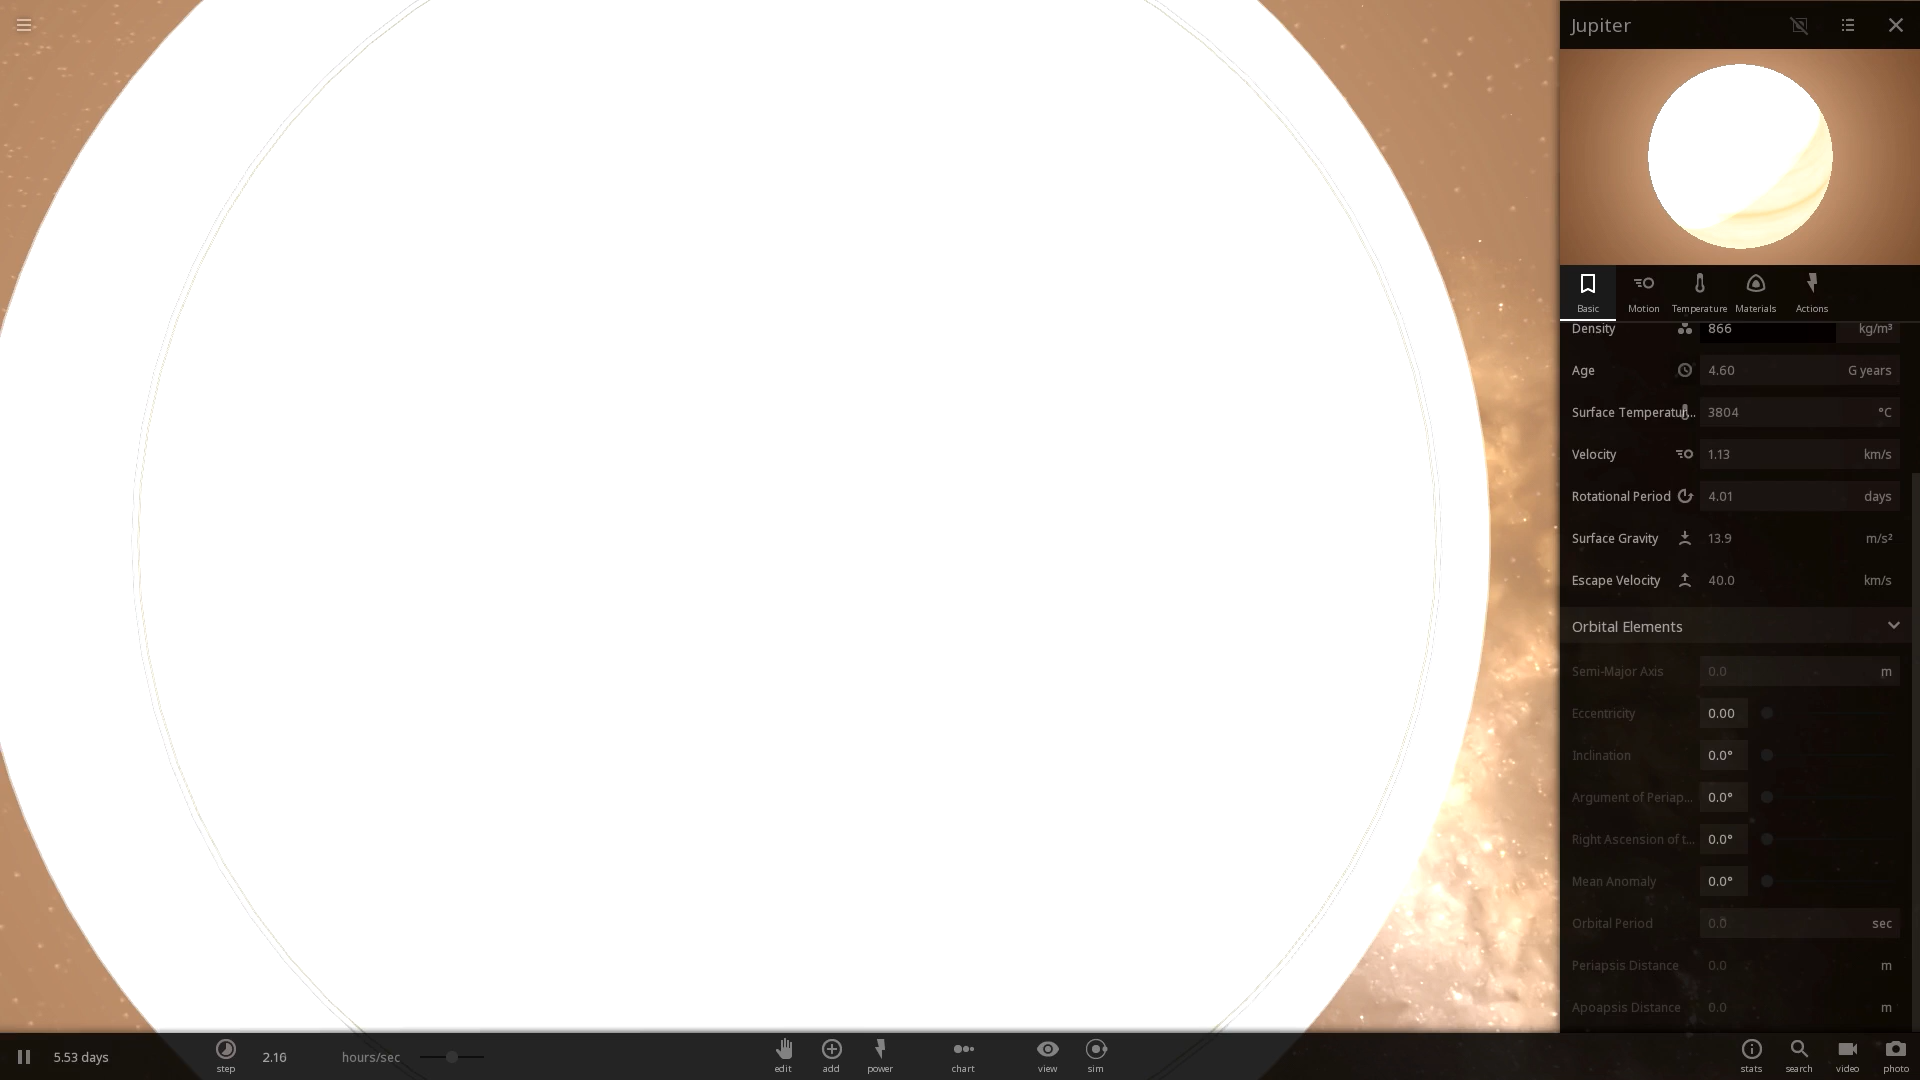 Jupiter
Basic
Motion
Temperature
Materials
Actions
Density 866 kg/m³
Age 4.60 G years
Surface Temperatur... 3804 °C
Velocity 1.13 km/s
Rotational Period 4.01 days
Surface Gravity 13.9 m/s²
Escape Velocity 40.0 km/s
Orbital Elements
Semi-Major Axis 0.0 m
Eccentricity 0.00
Inclination 0.0°
Argument of Periap... 0.0°
Right Ascension of t... 0.0°
Mean Anomaly 0.0°
Orbital Period 0.0 sec
Periapsis Distance 0.0 m
Apoapsis Distance 0.0 m
5.53 days
step
2.16 hours/sec
edit
add
power
chart
view
sim
stats
search
video
photo